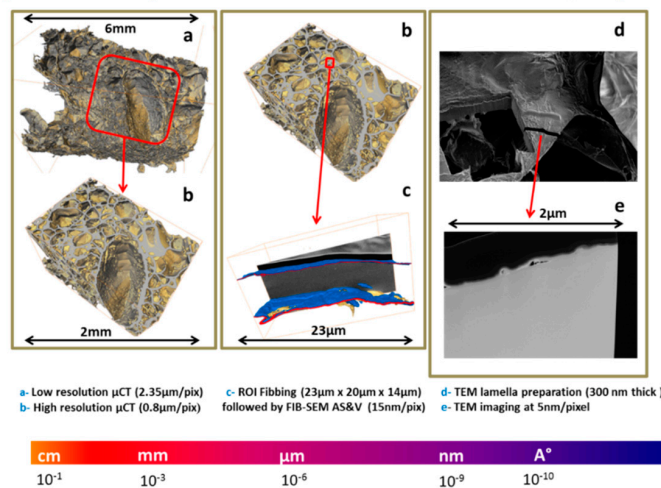 6mm
a
b
2mm
b
c
23µm
d
2µm
e
a- Low resolution µCT (2.35µm/pix)
b- High resolution µCT (0.8µm/pix)
c- ROI Fibbing (23µm x 20µm x 14µm)
followed by FIB-SEM AS&V (15nm/pix)
d- TEM lamella preparation (300 nm thick )
e- TEM imaging at 5nm/pixel
cm mm µm nm A°
10⁻¹ 10⁻³ 10⁻⁶ 10⁻⁹ 10⁻¹⁰